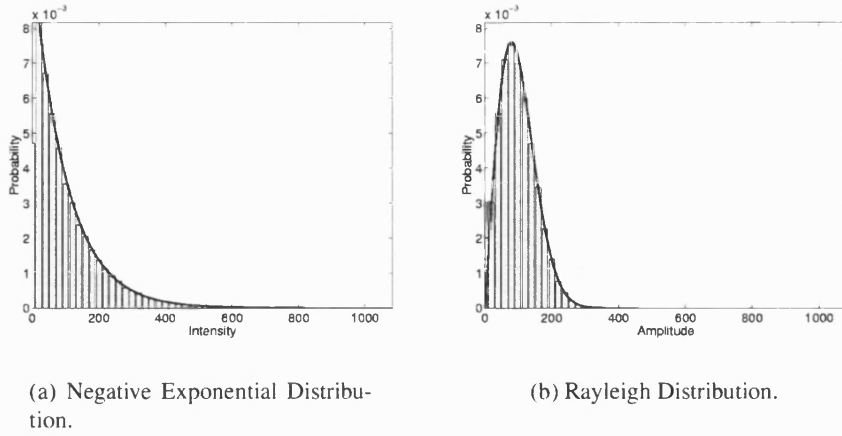 x 10⁻³
8
7
6
5
4
3
2
1
0
Probability
0 200 400 600 800 1000
Intensity
(a) Negative Exponential Distribu-
tion.
x 10⁻³
8
7
6
5
4
3
2
1
0
Probability
0 200 400 600 800 1000
Amplitude
(b) Rayleigh Distribution.